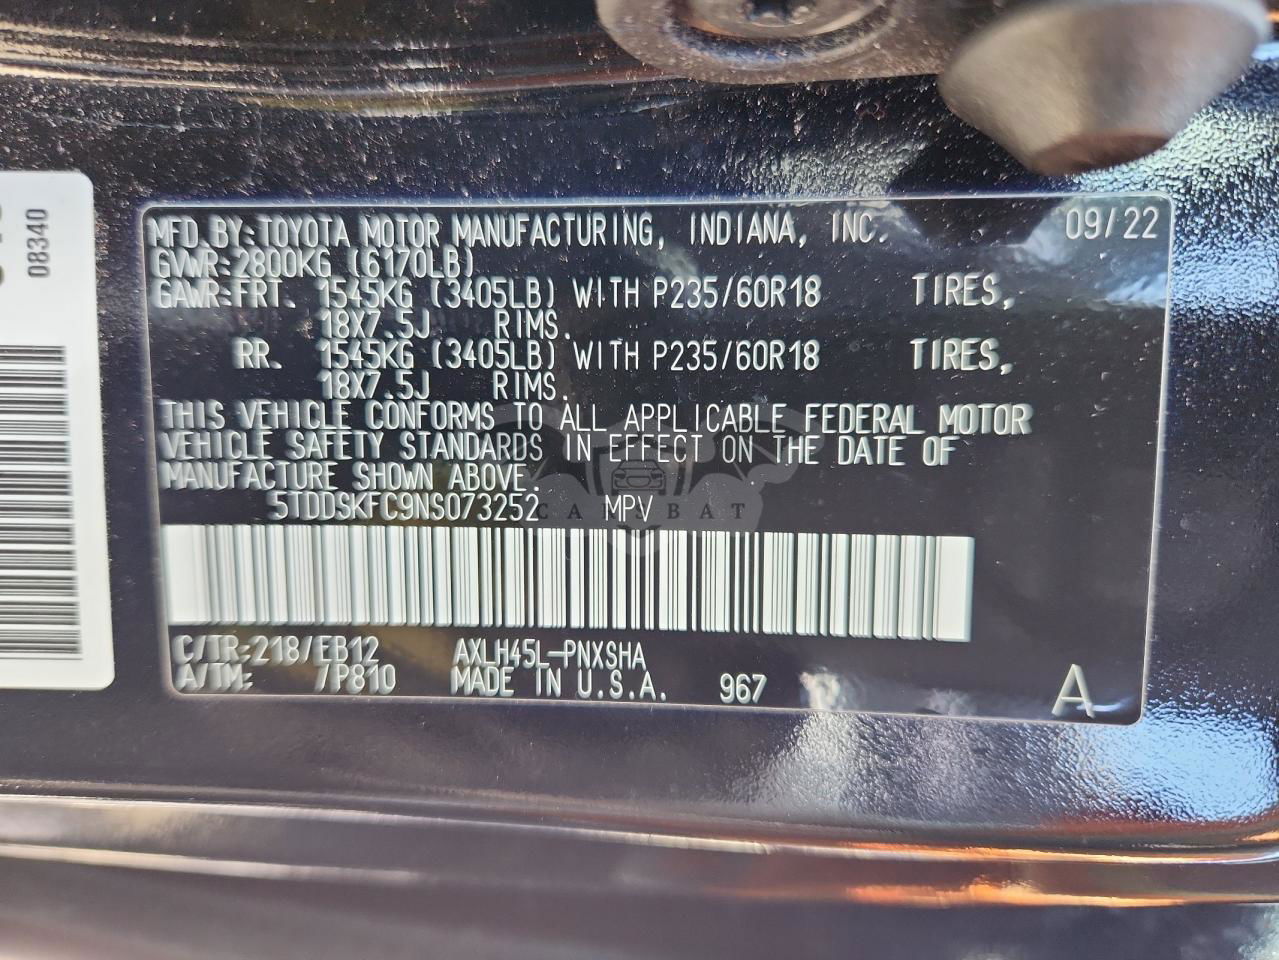 08340
MFD.BY:TOYOTA MOTOR MANUFACTURING, INDIANA, INC. 09/22
GVWR:2800KG (6170LB)
GAWR:FRT. 1545KG (3405LB) WITH P235/60R18 TIRES,
18X7.5J RIMS.
RR. 1545KG (3405LB) WITH P235/60R18 TIRES,
18X7.5J RIMS.
THIS VEHICLE CONFORMS TO ALL APPLICABLE FEDERAL MOTOR
VEHICLE SAFETY STANDARDS IN EFFECT ON THE DATE OF
MANUFACTURE SHOWN ABOVE.
5TDDSKFC9NS073252 MPV
CARSBAT
C/TR:218/EB12 AXLH45L-PNXSHA
A/TM: /P810 MADE IN U.S.A. 967 A